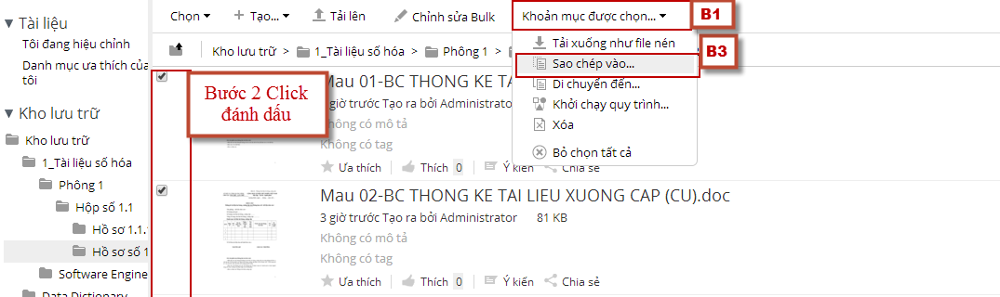 Chọn
Tạo...
Tải lên
Chỉnh sửa Bulk
Khoản mục được chọn...
B1
Tài liệu
Tôi đang hiệu chỉnh
Danh mục ưa thích của
tôi
Kho lưu trữ
Kho lưu trữ
1_Tài liệu số hóa
Phông 1
Hộp số 1.1
Hồ sơ 1.1.
Hồ sơ số 1
Software Engine
Data Dictionary
Kho lưu trữ > 1_Tài liệu số hóa > Phông 1 >
Tải xuống như file nén
Sao chép vào...
B3
Di chuyển đến...
Khởi chạy quy trình...
Xóa
Bỏ chọn tất cả
Bước 2 Click
đánh dấu
Mau 01-BC THONG KE TA
giờ trước Tạo ra bởi Administrator
Không có mô tả
Không có tag
Ưa thích
Thích 0
Ý kiến
Chia sẻ
Mau 02-BC THONG KE TAI LIEU XUONG CAP (CU).doc
3 giờ trước Tạo ra bởi Administrator 81 KB
Không có mô tả
Không có tag
Ưa thích
Thích 0
Ý kiến
Chia sẻ